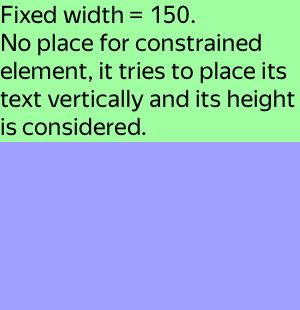 Fixed width = 150.
No place for constrained
element, it tries to place its
text vertically and its height
is considered.